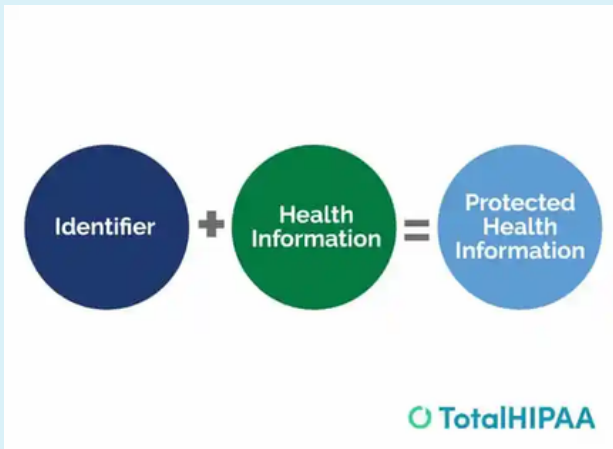 Identifier
+
Health
Information
=
Protected
Health
Information
TotalHIPAA